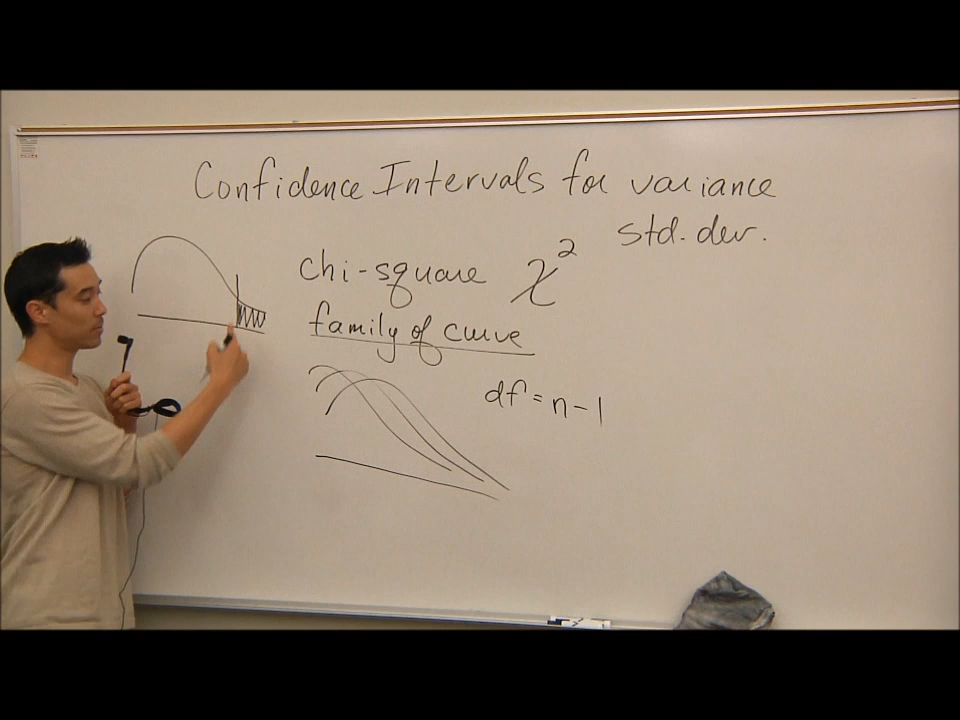 Confidence Intervals for variance
std. dev.
chi-square χ²
family of curve
df = n - 1